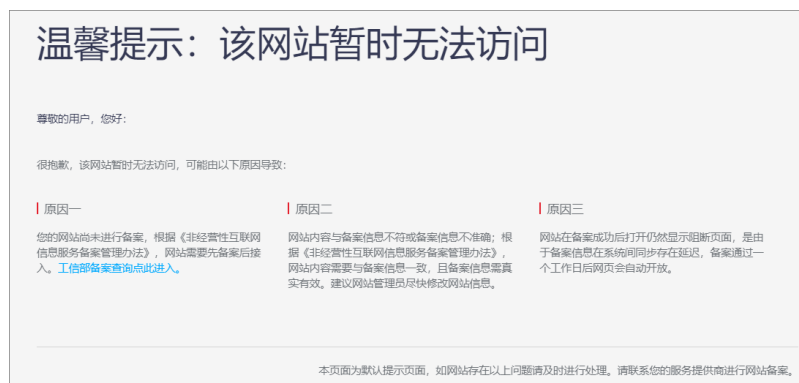 温馨提示：该网站暂时无法访问
尊敬的用户，您好：
很抱歉，该网站暂时无法访问，可能由以下原因导致：
原因一
您的网站尚未进行备案，根据《非经营性互联网
信息服务备案管理办法》，网站需要先备案后接
入。工信部备案查询点此进入。
原因二
网站内容与备案信息不符或备案信息不准确；根
据《非经营性互联网信息服务备案管理办法》，
网站内容需要与备案信息一致，且备案信息需真
实有效。建议网站管理员尽快修改网站信息。
原因三
网站在备案成功后打开仍然显示阻断页面，是由
于备案信息在系统间同步存在延迟，备案通过一
个工作日后网页会自动开放。
本页面为默认提示页面，如网站存在以上问题请及时进行处理。请联系您的服务提供商进行网站备案。